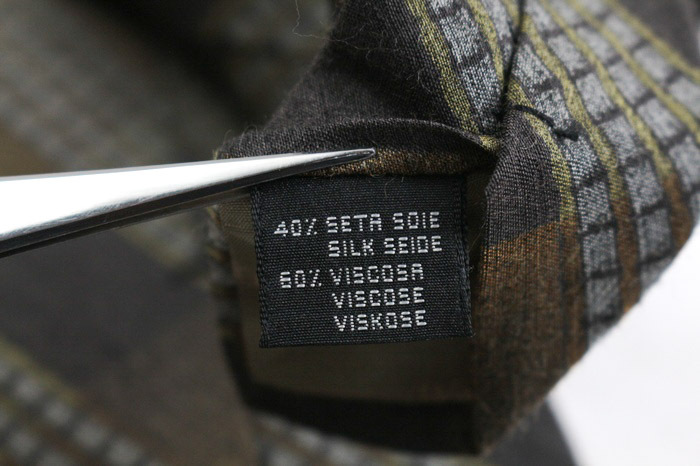 40% SETA SOIE
SILK SEIDE
60% VISCOSA
VISCOSE
VISKOSE